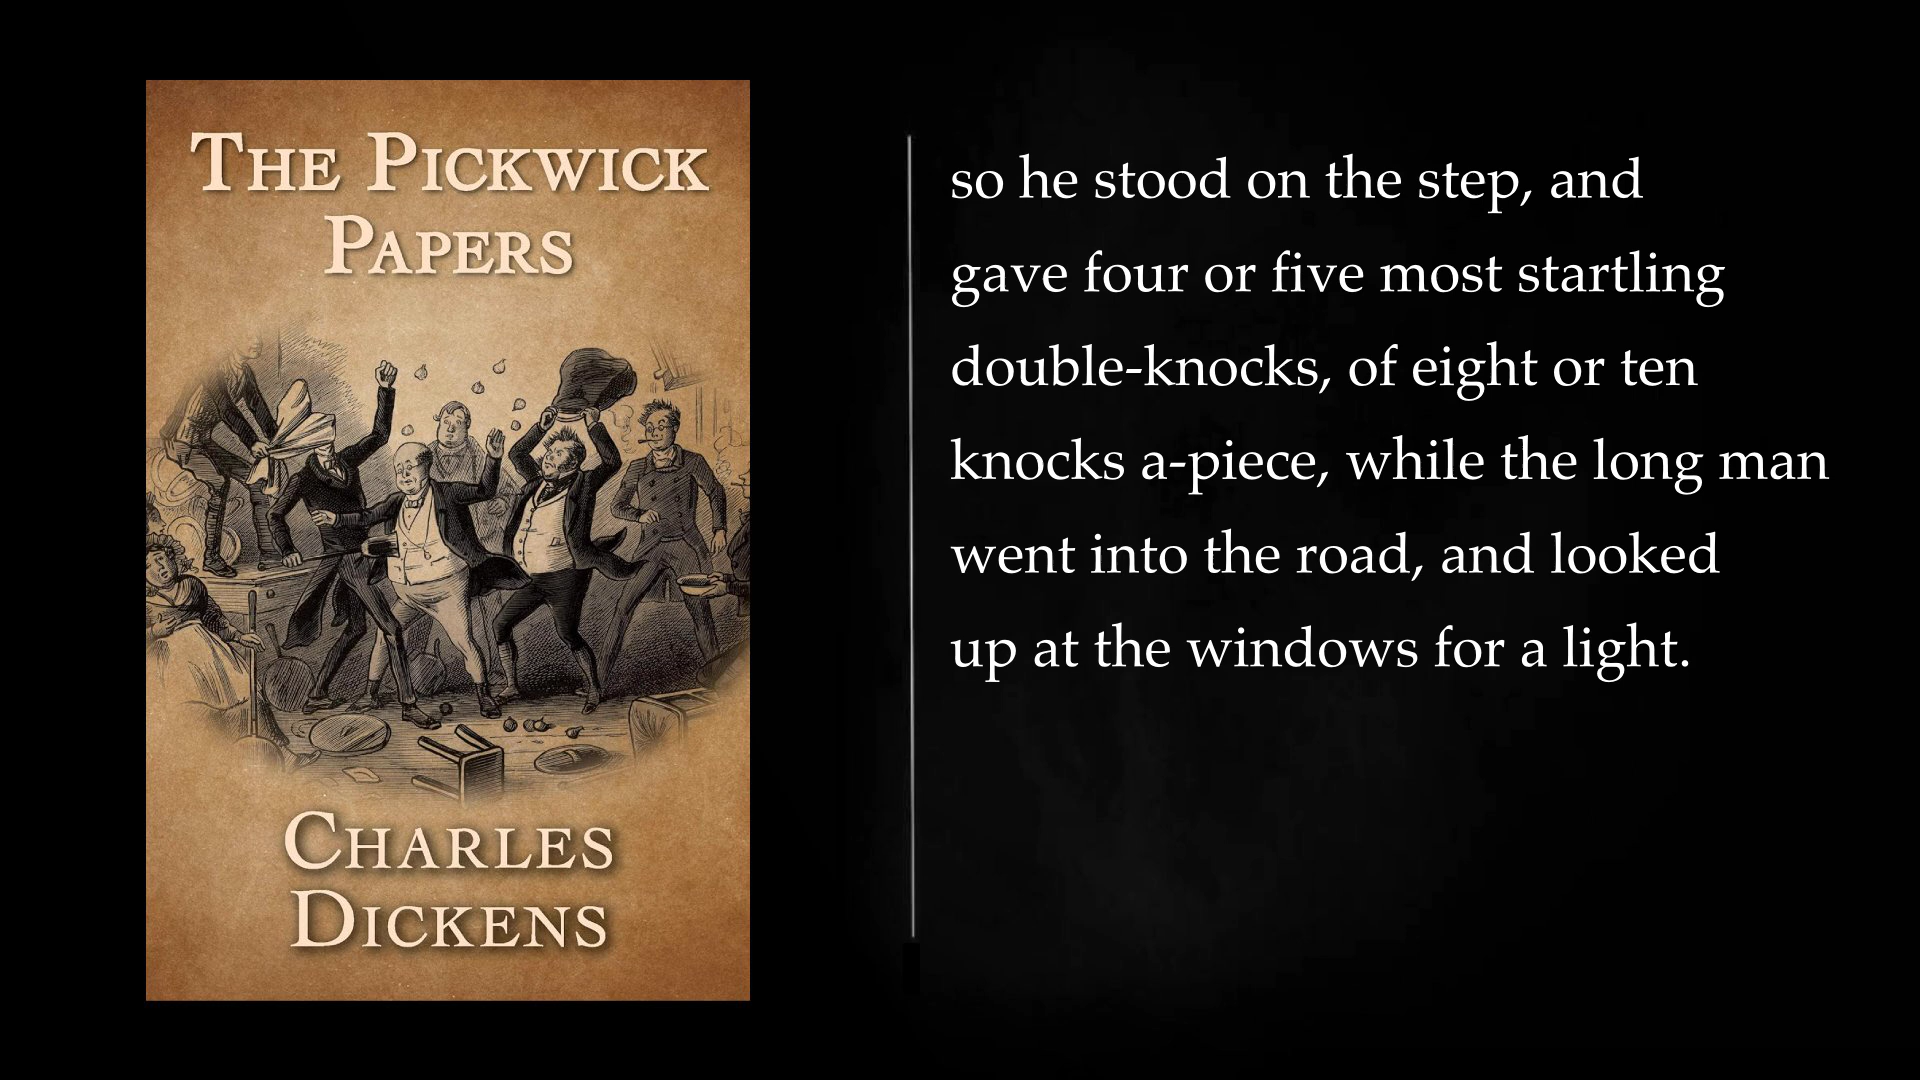 The Pickwick
Papers
Charles
Dickens
so he stood on the step, and
gave four or five most startling
double-knocks, of eight or ten
knocks a-piece, while the long man
went into the road, and looked
up at the windows for a light.